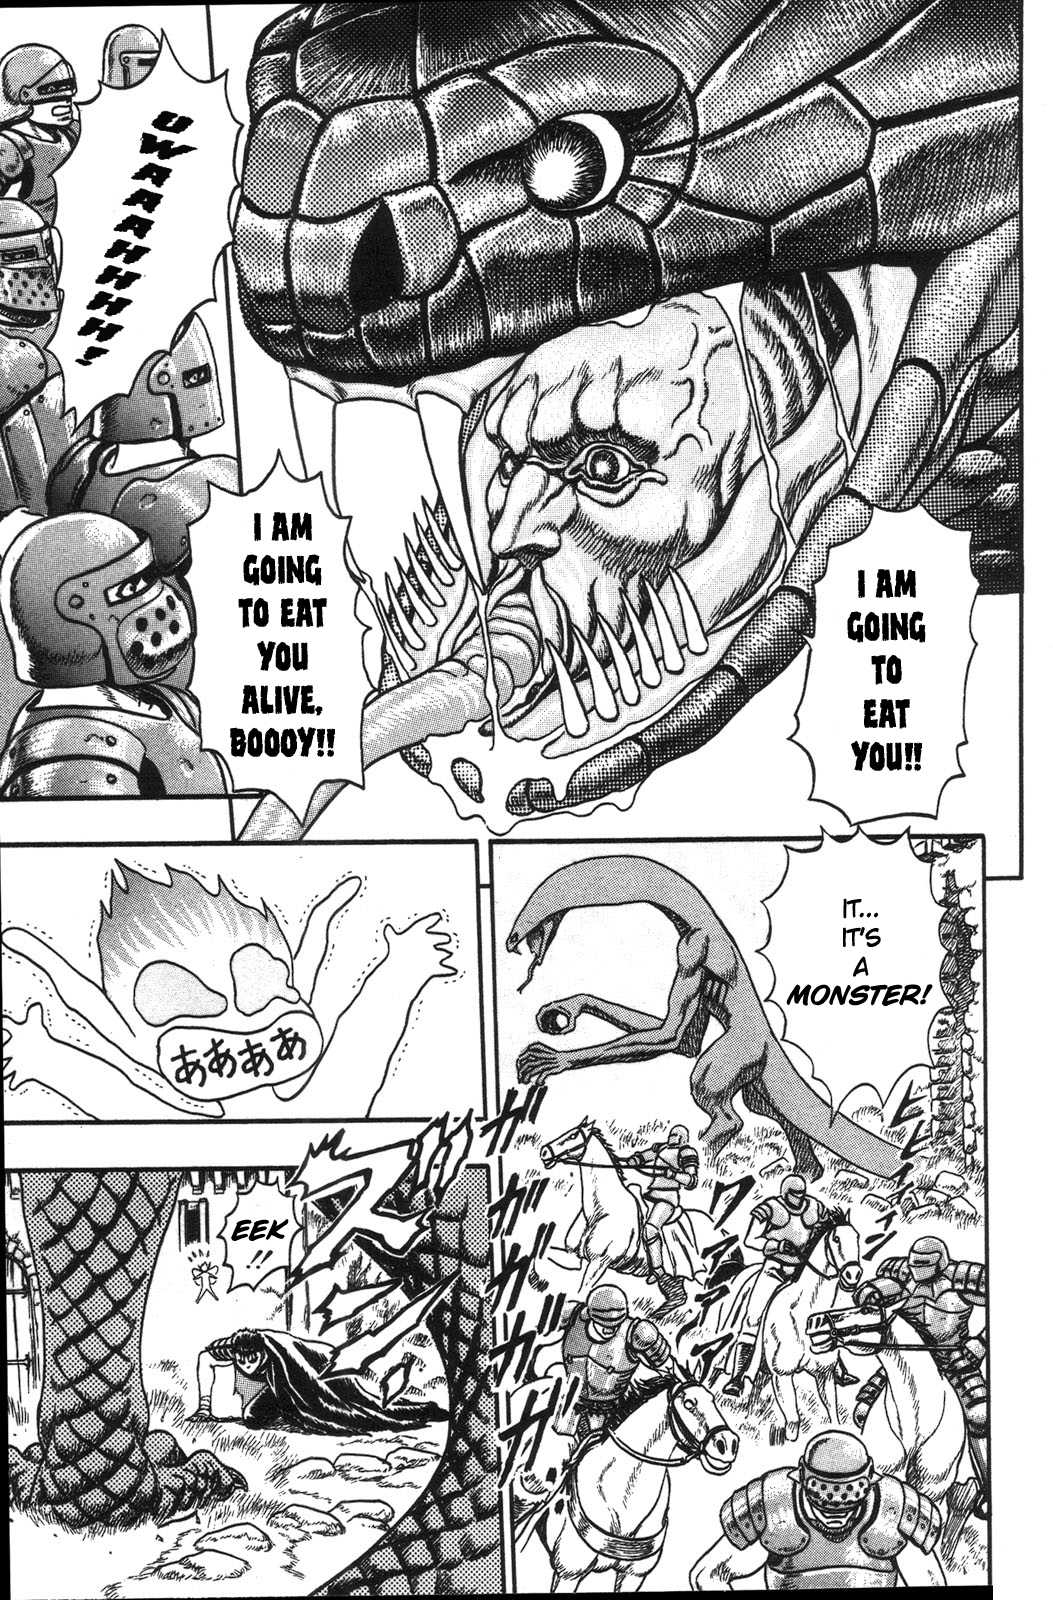 I AM
GOING
TO
EAT
YOU!!
I AM
GOING
TO EAT
YOU
ALIVE,
BOOOY!!
UWAAAHHHH!
IT...
IT'S
A
MONSTER!
ああああ
EEK
!!